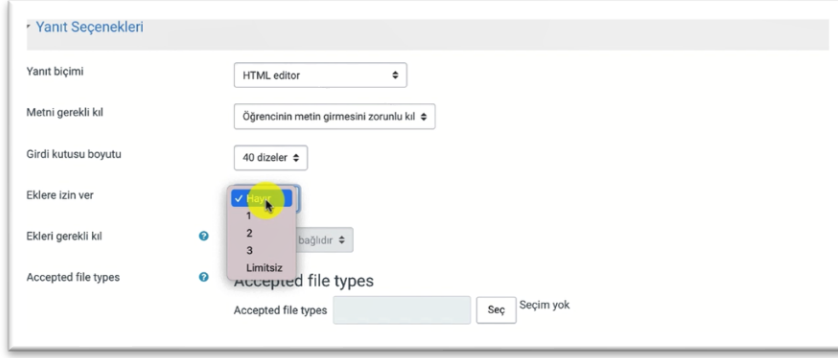 Yanıt Seçenekleri
Yanıt biçimi
HTML editor
Metni gerekli kıl
Öğrencinin metin girmesini zorunlu kıl
Girdi kutusu boyutu
40 dizeler
Eklere izin ver
Hayır
1
2
3
Limitsiz
Ekleri gerekli kıl
bağlıdır
Accepted file types
Accepted file types
Accepted file types
Seç
Seçim yok